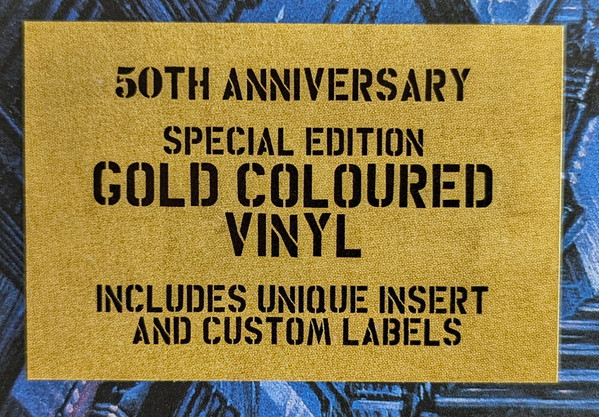 50TH ANNIVERSARY
SPECIAL EDITION
GOLD COLOURED
VINYL
INCLUDES UNIQUE INSERT
AND CUSTOM LABELS